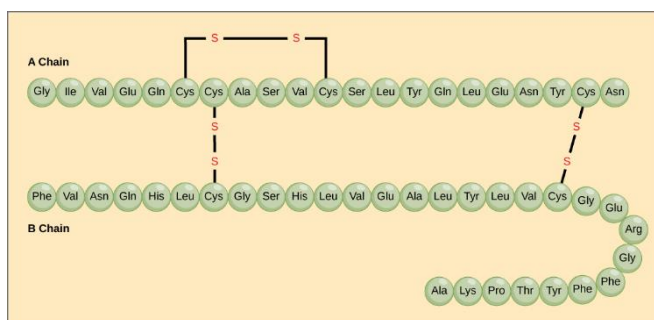 S S
A Chain
Gly Ile Val Glu Gln Cys Cys Ala Ser Val Cys Ser Leu Tyr Gln Leu Glu Asn Tyr Cys Asn
S S
S S
Phe Val Asn Gln His Leu Cys Gly Ser His Leu Val Glu Ala Leu Tyr Leu Val Cys Gly Glu
B Chain
Arg
Gly
Ala Lys Pro Thr Tyr Phe Phe